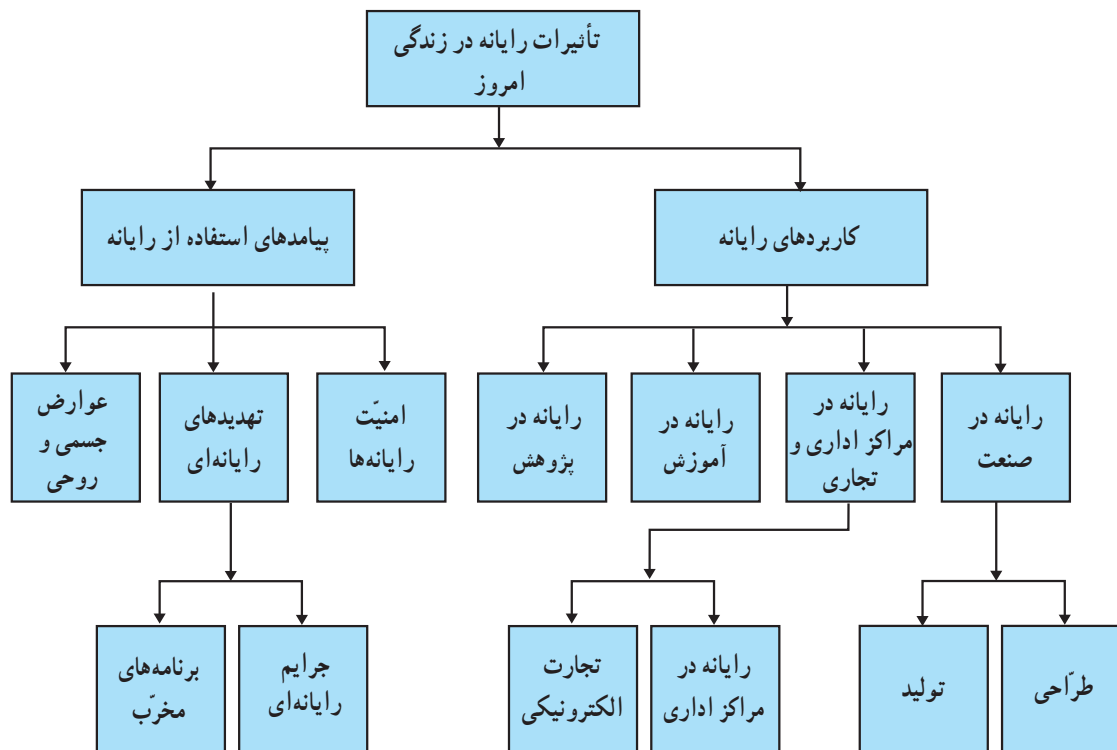 تأثیرات رایانه در زندگی
امروز
کاربردهای رایانه
پیامدهای استفاده از رایانه
رایانه در
صنعت
رایانه در
مراکز اداری و
تجاری
رایانه در
آموزش
رایانه در
پژوهش
امنیّت
رایانه‌ها
تهدیدهای
رایانه‌ای
عوارض
جسمی و
روحی
طرّاحی
تولید
رایانه در
مراکز اداری
تجارت
الکترونیکی
جرایم
رایانه‌ای
برنامه‌های
مخرّب